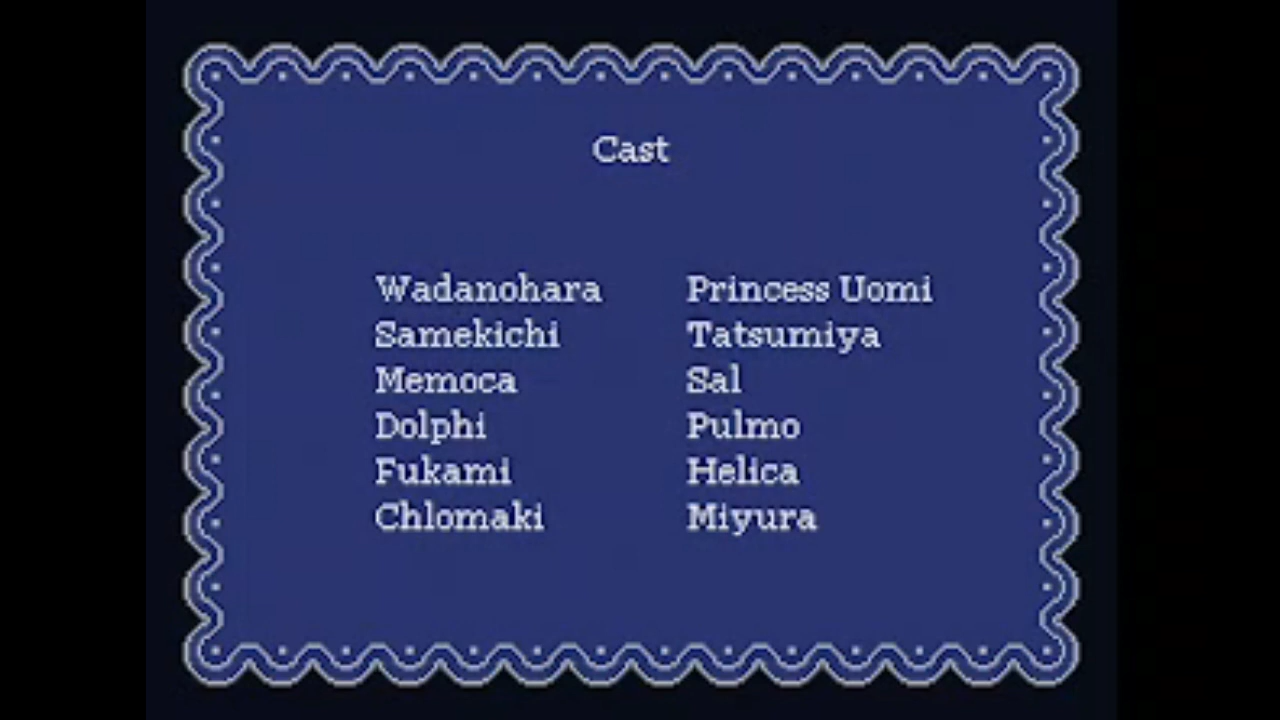 Cast
Wadanohara Princess Uomi
Samekichi Tatsumiya
Memoca Sal
Dolphi Pulmo
Fukami Helica
Chlomaki Miyura